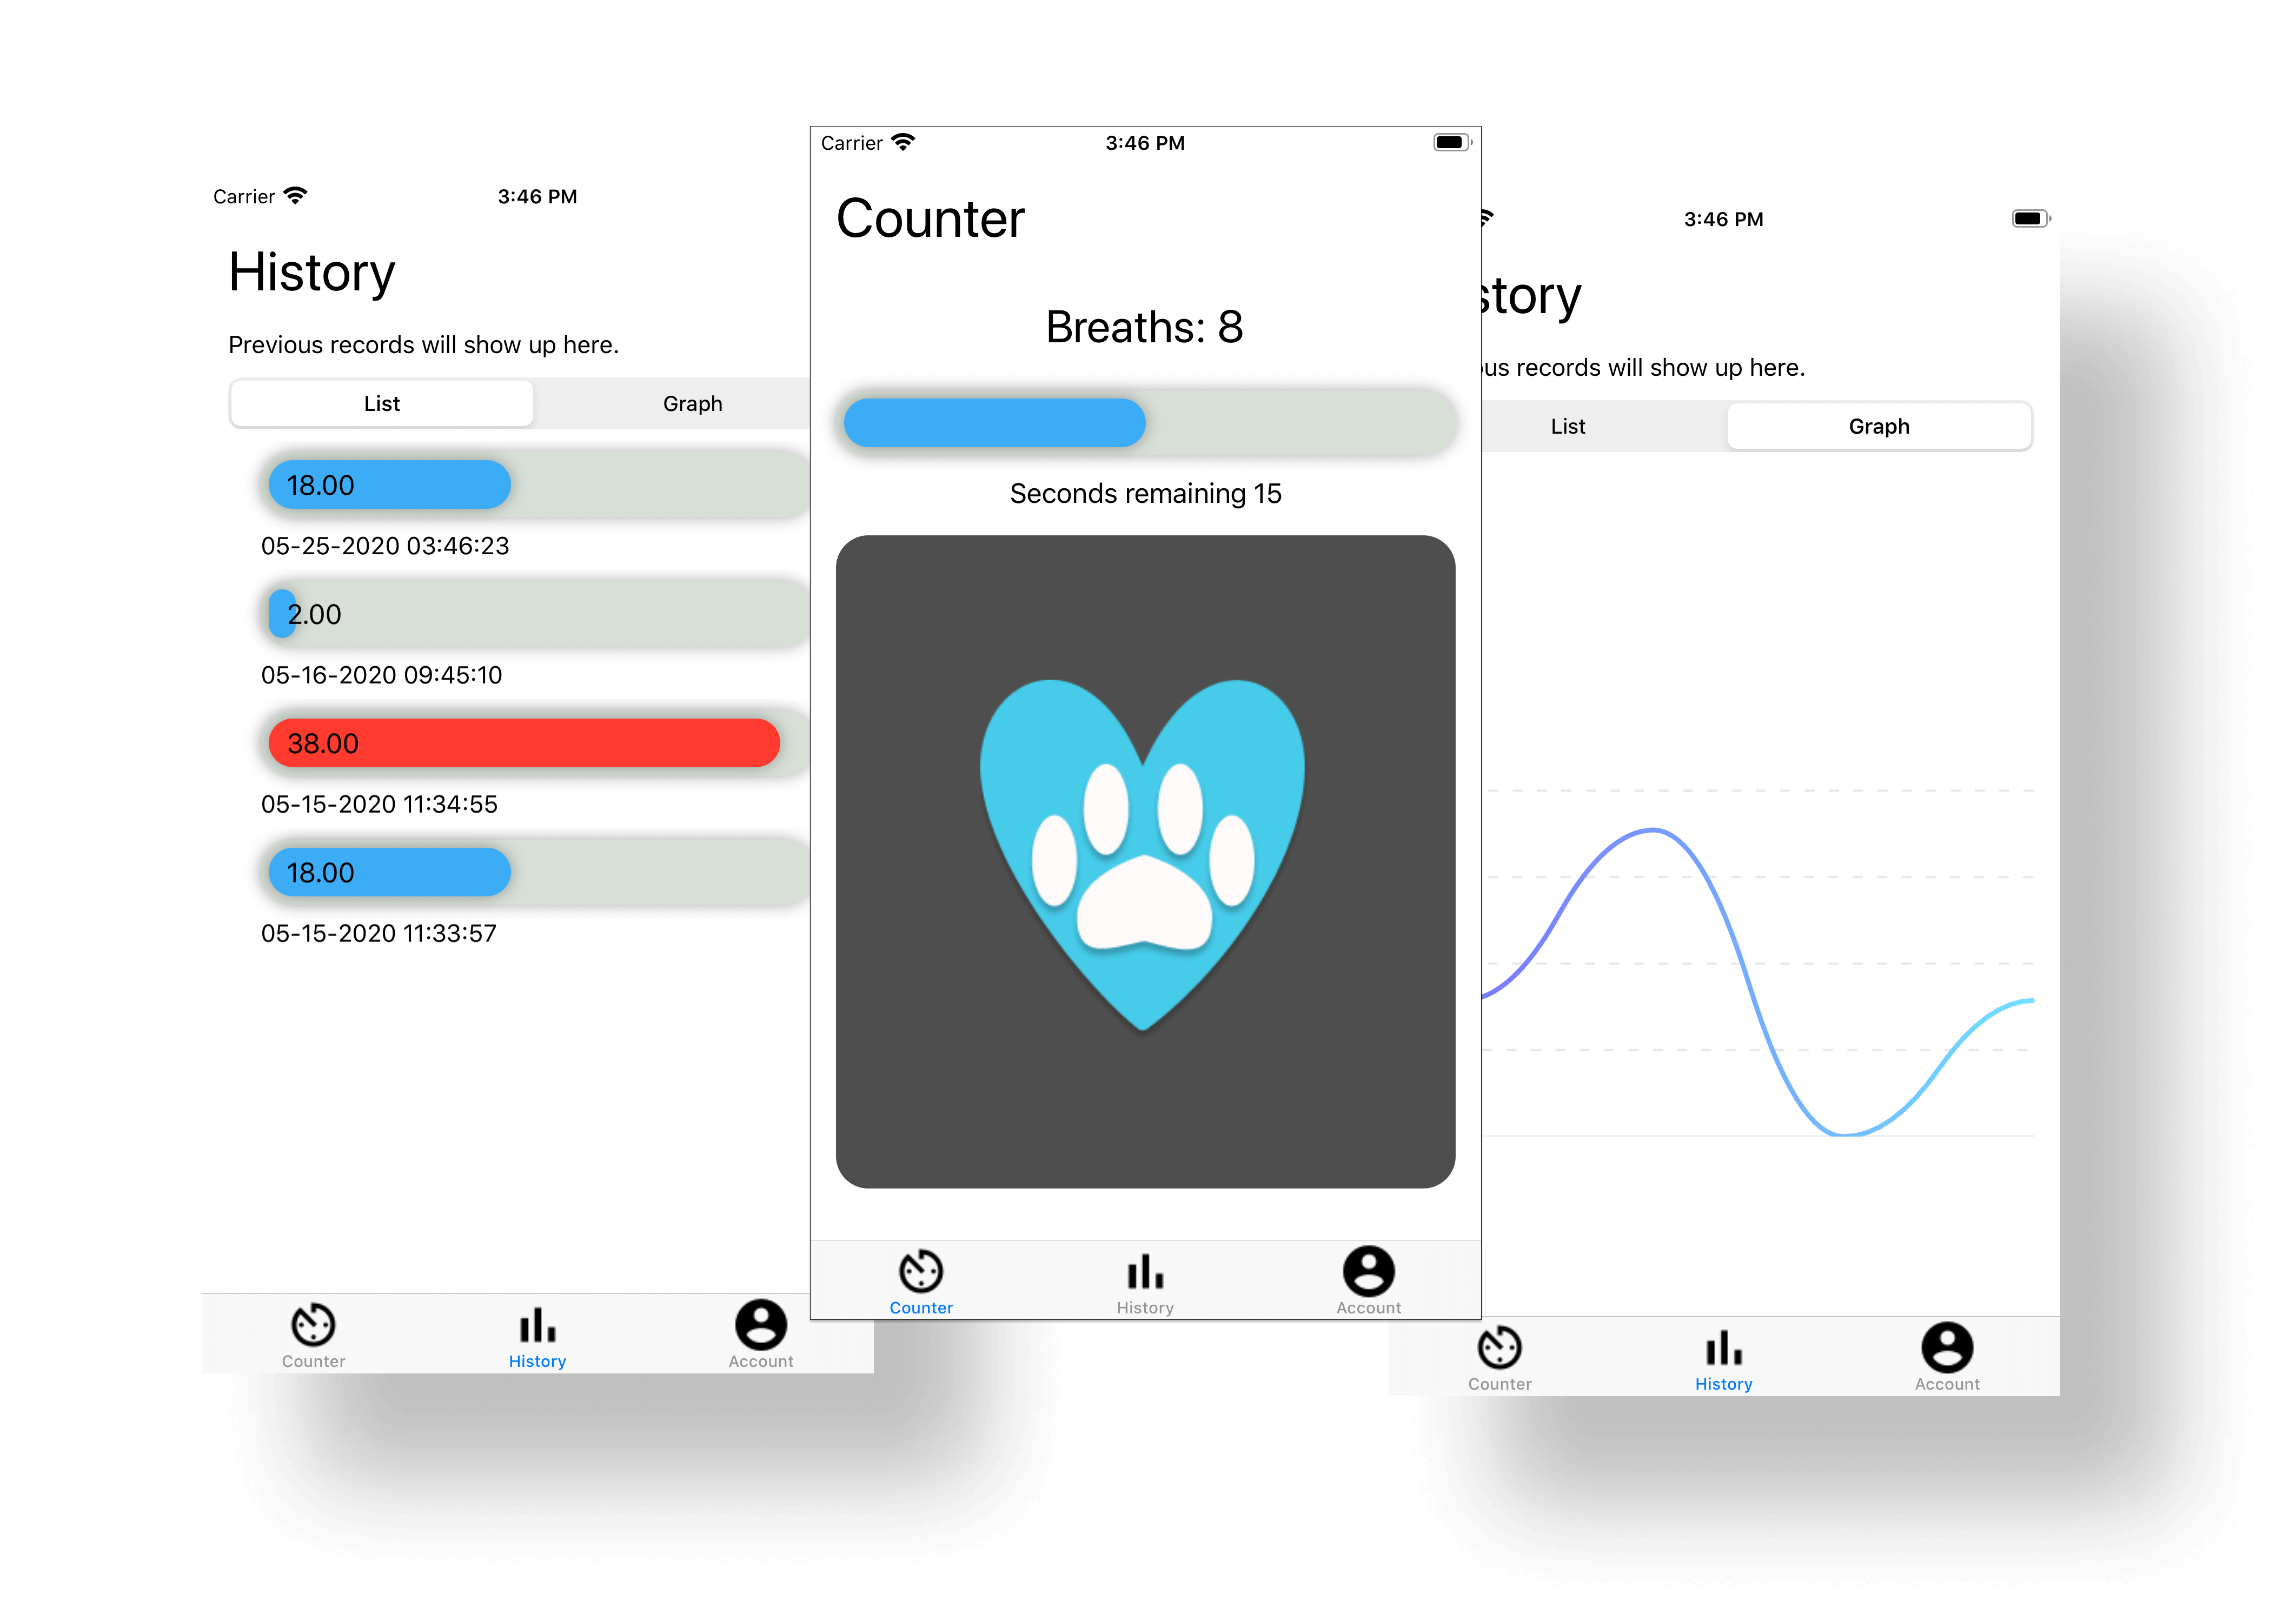 Carrier
3:46 PM
History
Previous records will show up here.
List
Graph
18.00
05-25-2020 03:46:23
2.00
05-16-2020 09:45:10
38.00
05-15-2020 11:34:55
18.00
05-15-2020 11:33:57
Counter
History
Account
Carrier
3:46 PM
Counter
Breaths: 8
Seconds remaining 15
Counter
History
Account
3:46 PM
story
us records will show up here.
List
Graph
Counter
History
Account